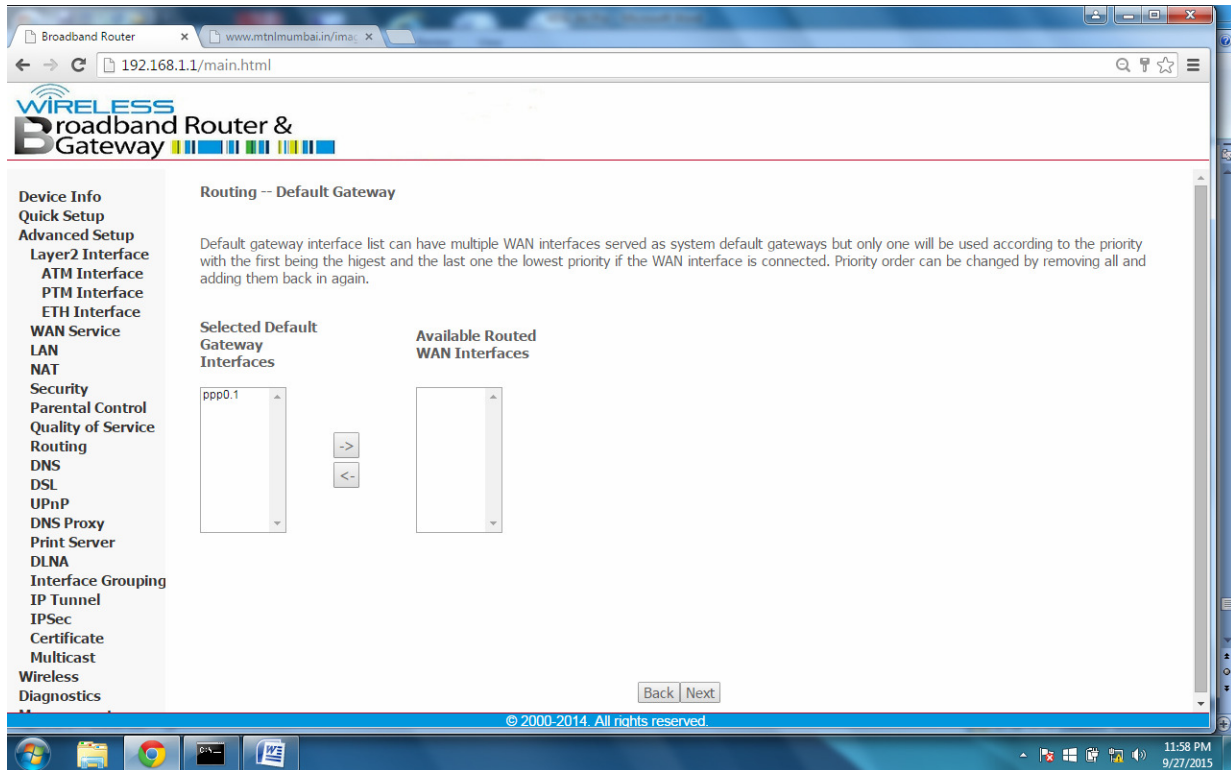 Broadband Router
www.mtnlmumbai.in/imag
192.168.1.1/main.html
WIRELESS
Broadband Router &
Gateway
Device Info
Quick Setup
Advanced Setup
Layer2 Interface
ATM Interface
PTM Interface
ETH Interface
WAN Service
LAN
NAT
Security
Parental Control
Quality of Service
Routing
DNS
DSL
UPnP
DNS Proxy
Print Server
DLNA
Interface Grouping
IP Tunnel
IPSec
Certificate
Multicast
Wireless
Diagnostics
Routing -- Default Gateway
Default gateway interface list can have multiple WAN interfaces served as system default gateways but only one will be used according to the priority
with the first being the higest and the last one the lowest priority if the WAN interface is connected. Priority order can be changed by removing all and
adding them back in again.
Selected Default
Gateway
Interfaces
Available Routed
WAN Interfaces
ppp0.1
->
<-
Back Next
© 2000-2014. All rights reserved.
C:\
W
11:58 PM
9/27/2015